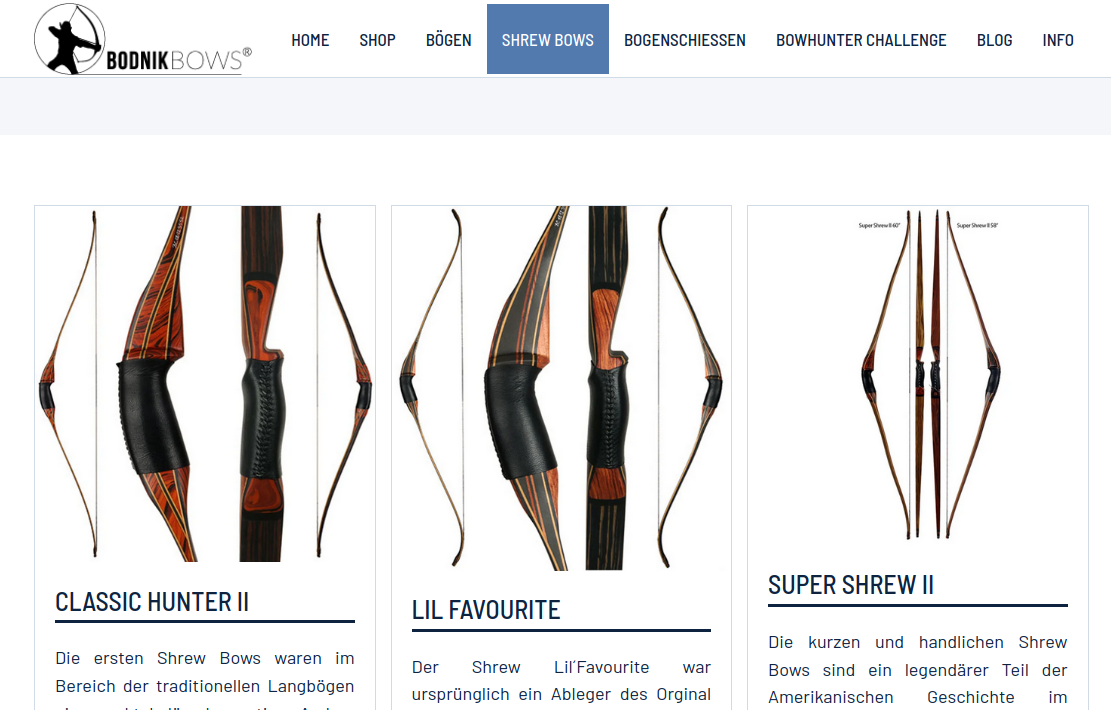 BODNIKBOWS®
HOME SHOP BÖGEN SHREW BOWS BOGENSCHIESSEN BOWHUNTER CHALLENGE BLOG INFO
Super Shrew II 60" Super Shrew II 58"
CLASSIC HUNTER II
Die ersten Shrew Bows waren im
Bereich der traditionellen Langbögen
LIL FAVOURITE
Der Shrew Lil´Favourite war
ursprünglich ein Ableger des Orginal
SUPER SHREW II
Die kurzen und handlichen Shrew
Bows sind ein legendärer Teil der
Amerikanischen Geschichte im